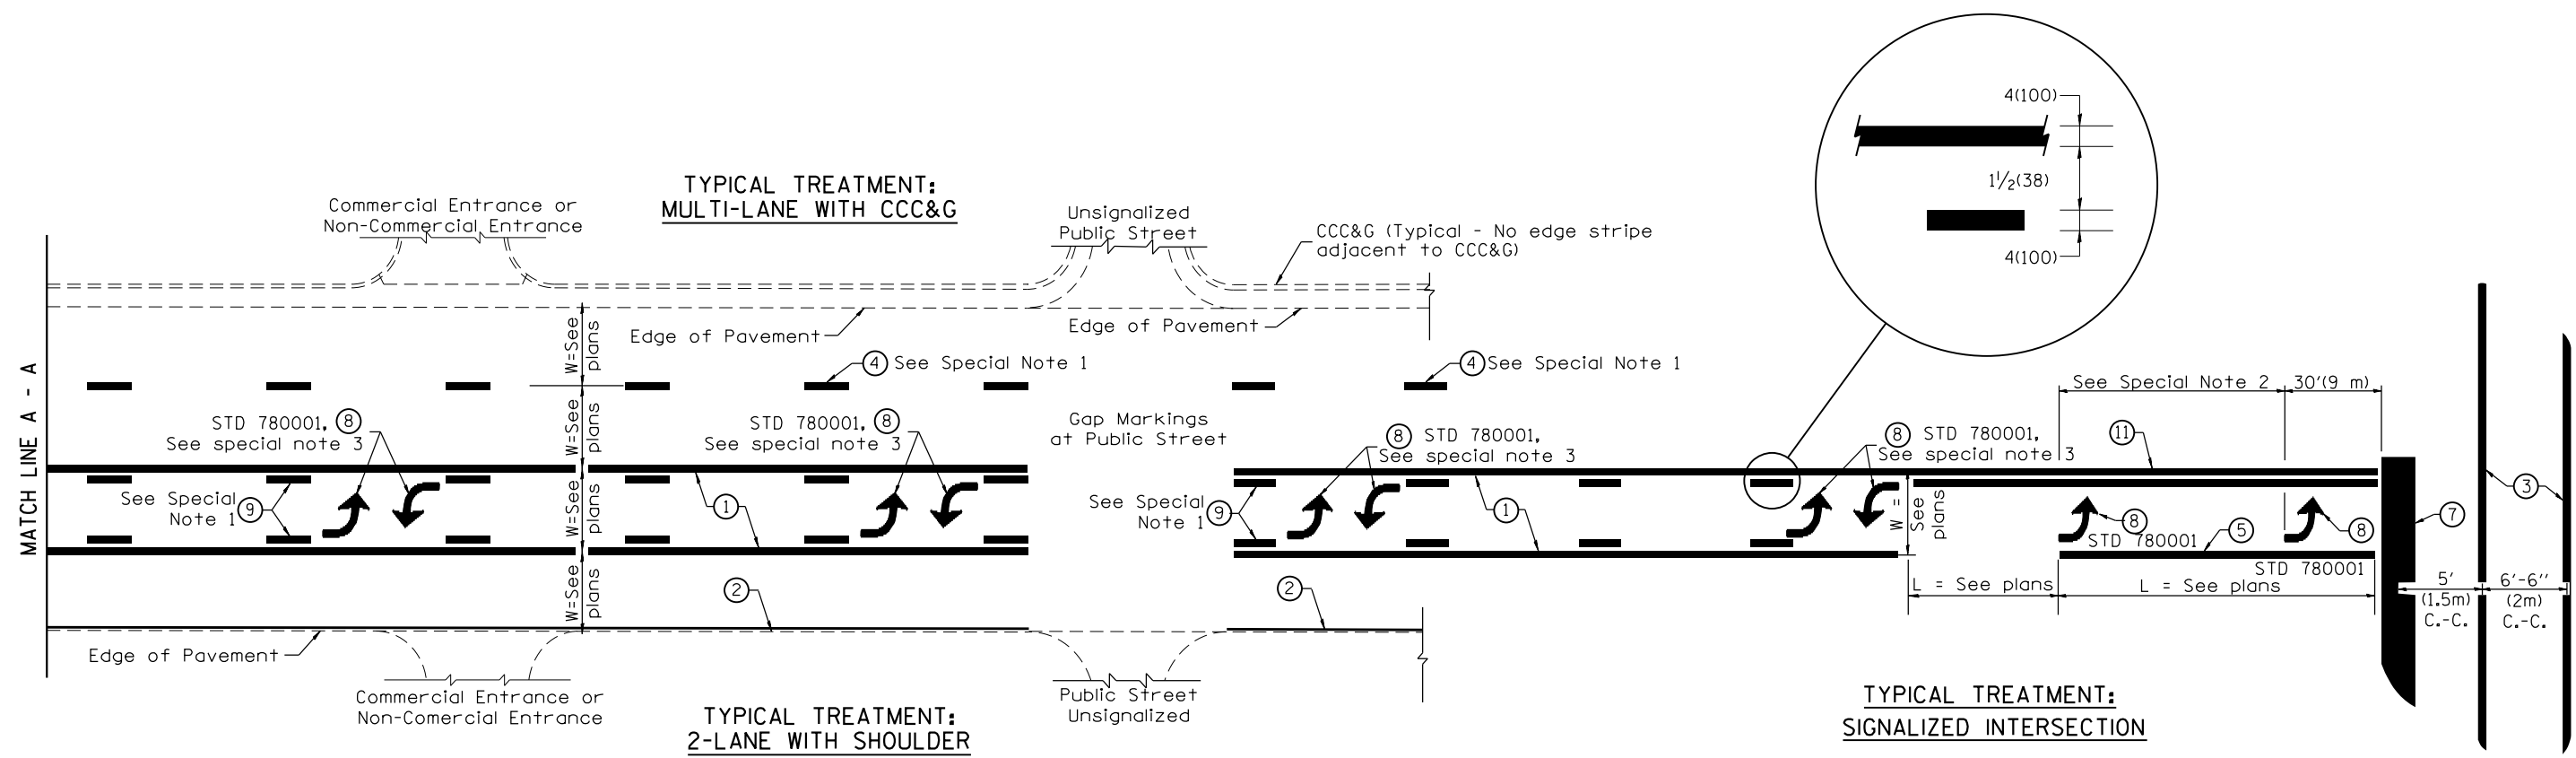 MATCH LINE A - A
TYPICAL TREATMENT:
MULTI-LANE WITH CCC&G
Commercial Entrance or
Non-Commercial Entrance
Unsignalized
Public Street
CCC&G (Typical - No edge stripe
adjacent to CCC&G)
Edge of Pavement
Edge of Pavement
W=See
plans
4 See Special Note 1
4 See Special Note 1
STD 780001, 8
See special note 3
W=See
plans
STD 780001, 8
See special note 3
Gap Markings
at Public Street
8 STD 780001,
See special note 3
8 STD 780001,
See special note 3
4(100)
1 1/2(38)
4(100)
See Special Note 2
30'(9 m)
11
See Special
Note 1 9
W=See
plans
1
See Special
Note 1 9
1
W =
See
plans
8
STD 780001
5
8
STD 780001
7
3
W=See
plans
2
2
L = See plans
L = See plans
5'
(1.5m)
C.-C.
6'-6"
(2m)
C.-C.
Edge of Pavement
Commercial Entrance or
Non-Comercial Entrance
Public Street
Unsignalized
TYPICAL TREATMENT:
2-LANE WITH SHOULDER
TYPICAL TREATMENT:
SIGNALIZED INTERSECTION